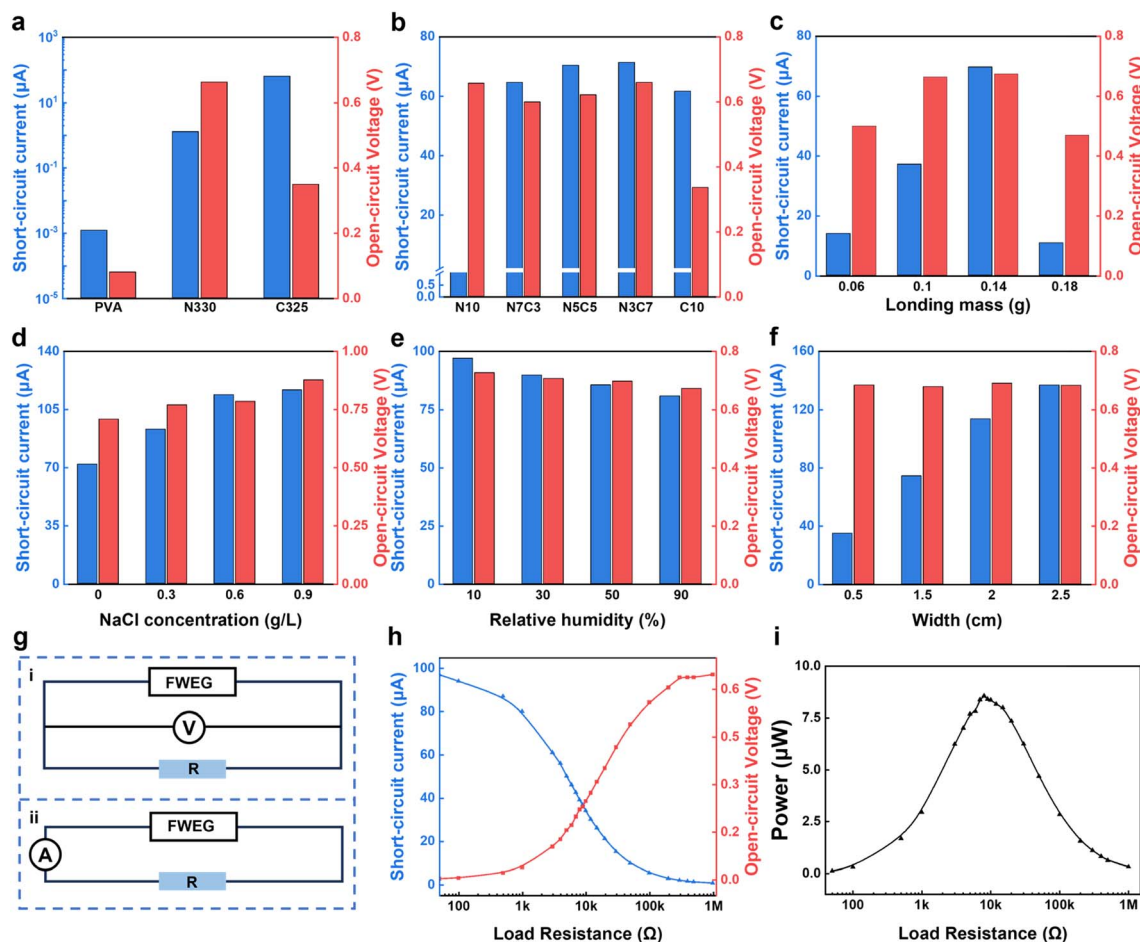 a
Short-circuit current (μA)
10³
10¹
10⁻¹
10⁻³
10⁻⁵
PVA
N330
C325
0.8
0.6
0.4
0.2
0.0
Open-circuit Voltage (V)
b
Short-circuit current (μA)
80
60
40
20
0.5
0.0
N10
N7C3
N5C5
N3C7
C10
0.8
0.6
0.4
0.2
0.0
Open-circuit Voltage (V)
c
Short-circuit current (μA)
80
60
40
20
0
0.06
0.1
0.14
0.18
Londing mass (g)
0.8
0.6
0.4
0.2
0.0
Open-circuit Voltage (V)
d
Short-circuit current (μA)
140
105
70
35
0
0
0.3
0.6
0.9
NaCl concentration (g/L)
1.00
0.75
0.50
0.25
0.00
Open-circuit Voltage (V)
e
Short-circuit current (μA)
100
75
50
25
0
10
30
50
90
Relative humidity (%)
0.8
0.6
0.4
0.2
0.0
Open-circuit Voltage (V)
f
Short-circuit current (μA)
160
120
80
40
0
0.5
1.5
2
2.5
Width (cm)
0.8
0.6
0.4
0.2
0.0
Open-circuit Voltage (V)
g
i
FWEG
V
R
ii
FWEG
A
R
h
Short-circuit current (μA)
100
80
60
40
20
0
100
1k
10k
100k
1M
Load Resistance (Ω)
0.6
0.5
0.3
0.2
0.0
Open-circuit Voltage (V)
i
Power (μW)
10.0
7.5
5.0
2.5
0.0
100
1k
10k
100k
1M
Load Resistance (Ω)